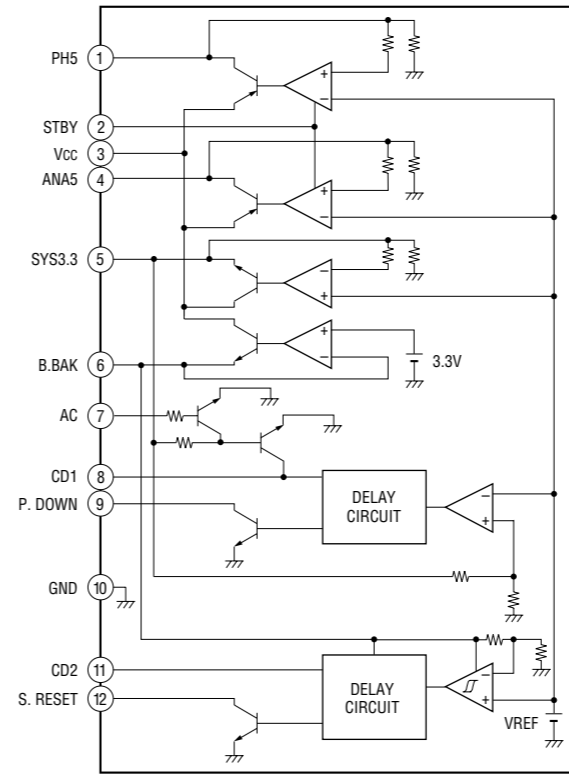 PH5 1
STBY 2
VCC 3
ANA5 4
SYS3.3 5
B.BAK 6
AC 7
CD1 8
P. DOWN 9
GND 10
CD2 11
S. RESET 12
+
−
+
−
−
+
+
−
3.3V
DELAY
CIRCUIT
−
+
DELAY
CIRCUIT
−
+
VREF